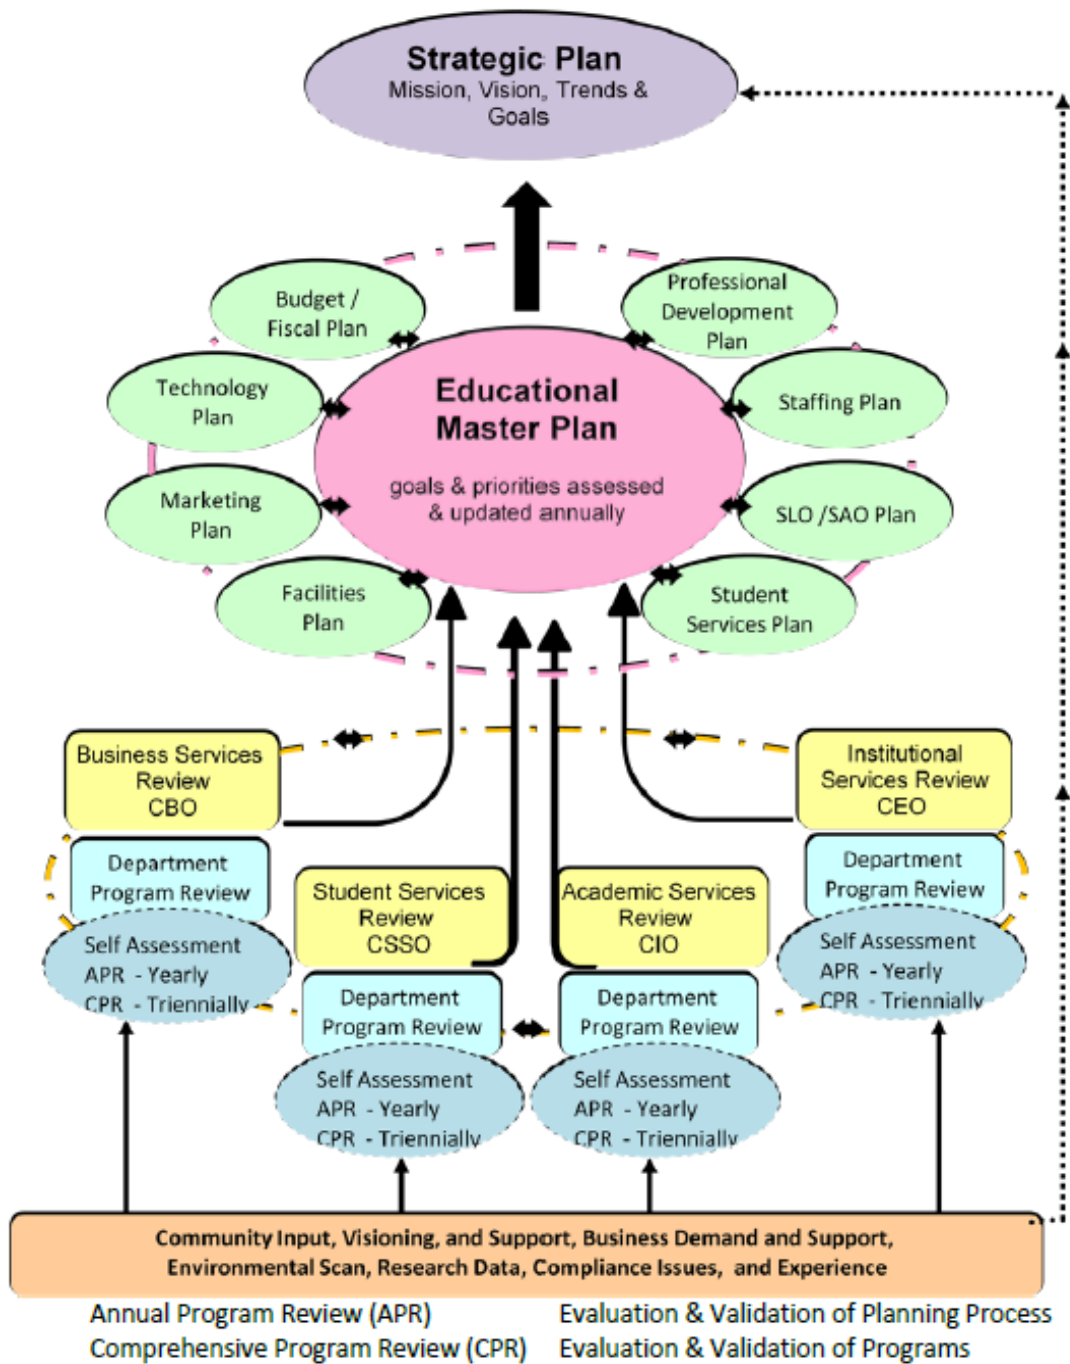 Strategic Plan
Mission, Vision, Trends &
Goals
Budget /
Fiscal Plan
Professional
Development
Plan
Technology
Plan
Educational
Master Plan
goals & priorities assessed
& updated annually
Staffing Plan
Marketing
Plan
SLO /SAO Plan
Facilities
Plan
Student
Services Plan
Business Services
Review
CBO
Institutional
Services Review
CEO
Department
Program Review
Department
Program Review
Student Services
Review
CSSO
Academic Services
Review
CIO
Self Assessment
APR - Yearly
CPR - Triennially
Self Assessment
APR - Yearly
CPR - Triennially
Department
Program Review
Department
Program Review
Self Assessment
APR - Yearly
CPR - Triennially
Self Assessment
APR - Yearly
CPR - Triennially
Community Input, Visioning, and Support, Business Demand and Support,
Environmental Scan, Research Data, Compliance Issues, and Experience
Annual Program Review (APR) Evaluation & Validation of Planning Process
Comprehensive Program Review (CPR) Evaluation & Validation of Programs